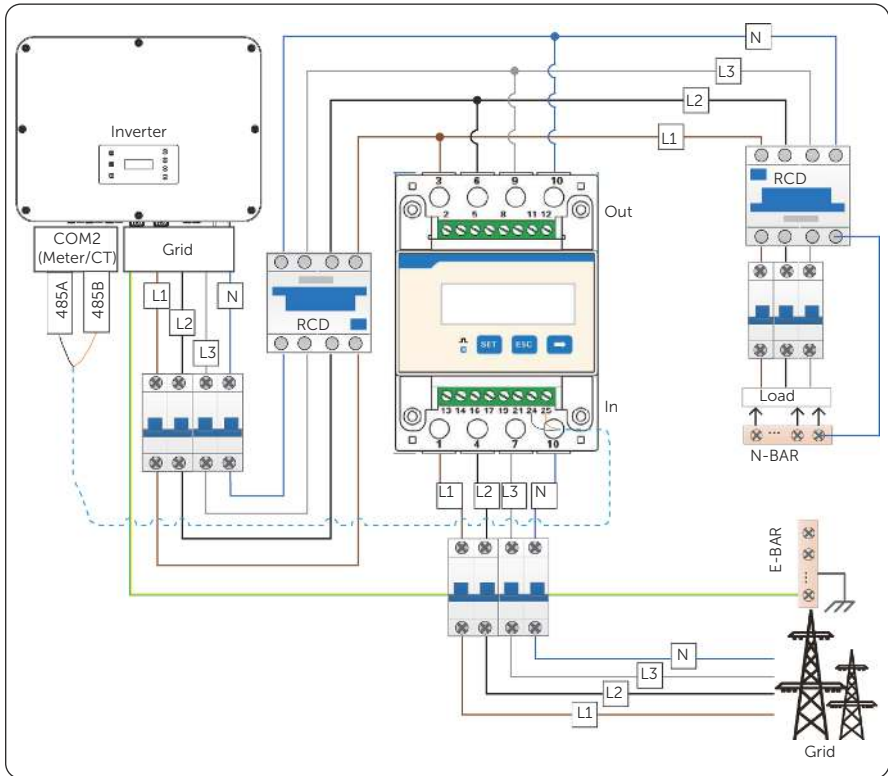 N
L3
L2
L1
Inverter
COM2
(Meter/CT)
Grid
485A
485B
L1
L2
L3
N
RCD
3 6 9 10
2 5 8 11 12
Out
SET ESC
In
13 14 16 17 19 21 24 25
1 4 7 10
L1 L2 L3 N
RCD
Load
...
N-BAR
E-BAR
...
N
L3
L2
L1
Grid